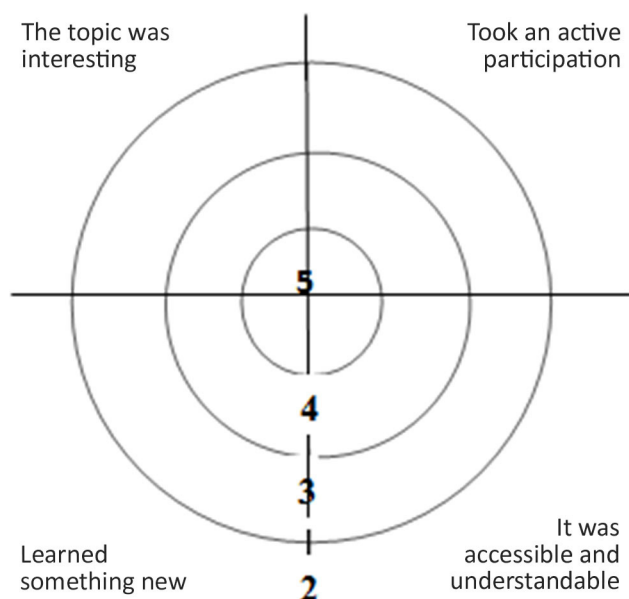 The topic was
interesting
Took an active
participation
5
4
3
Learned
something new
It was
accessible and
understandable
2